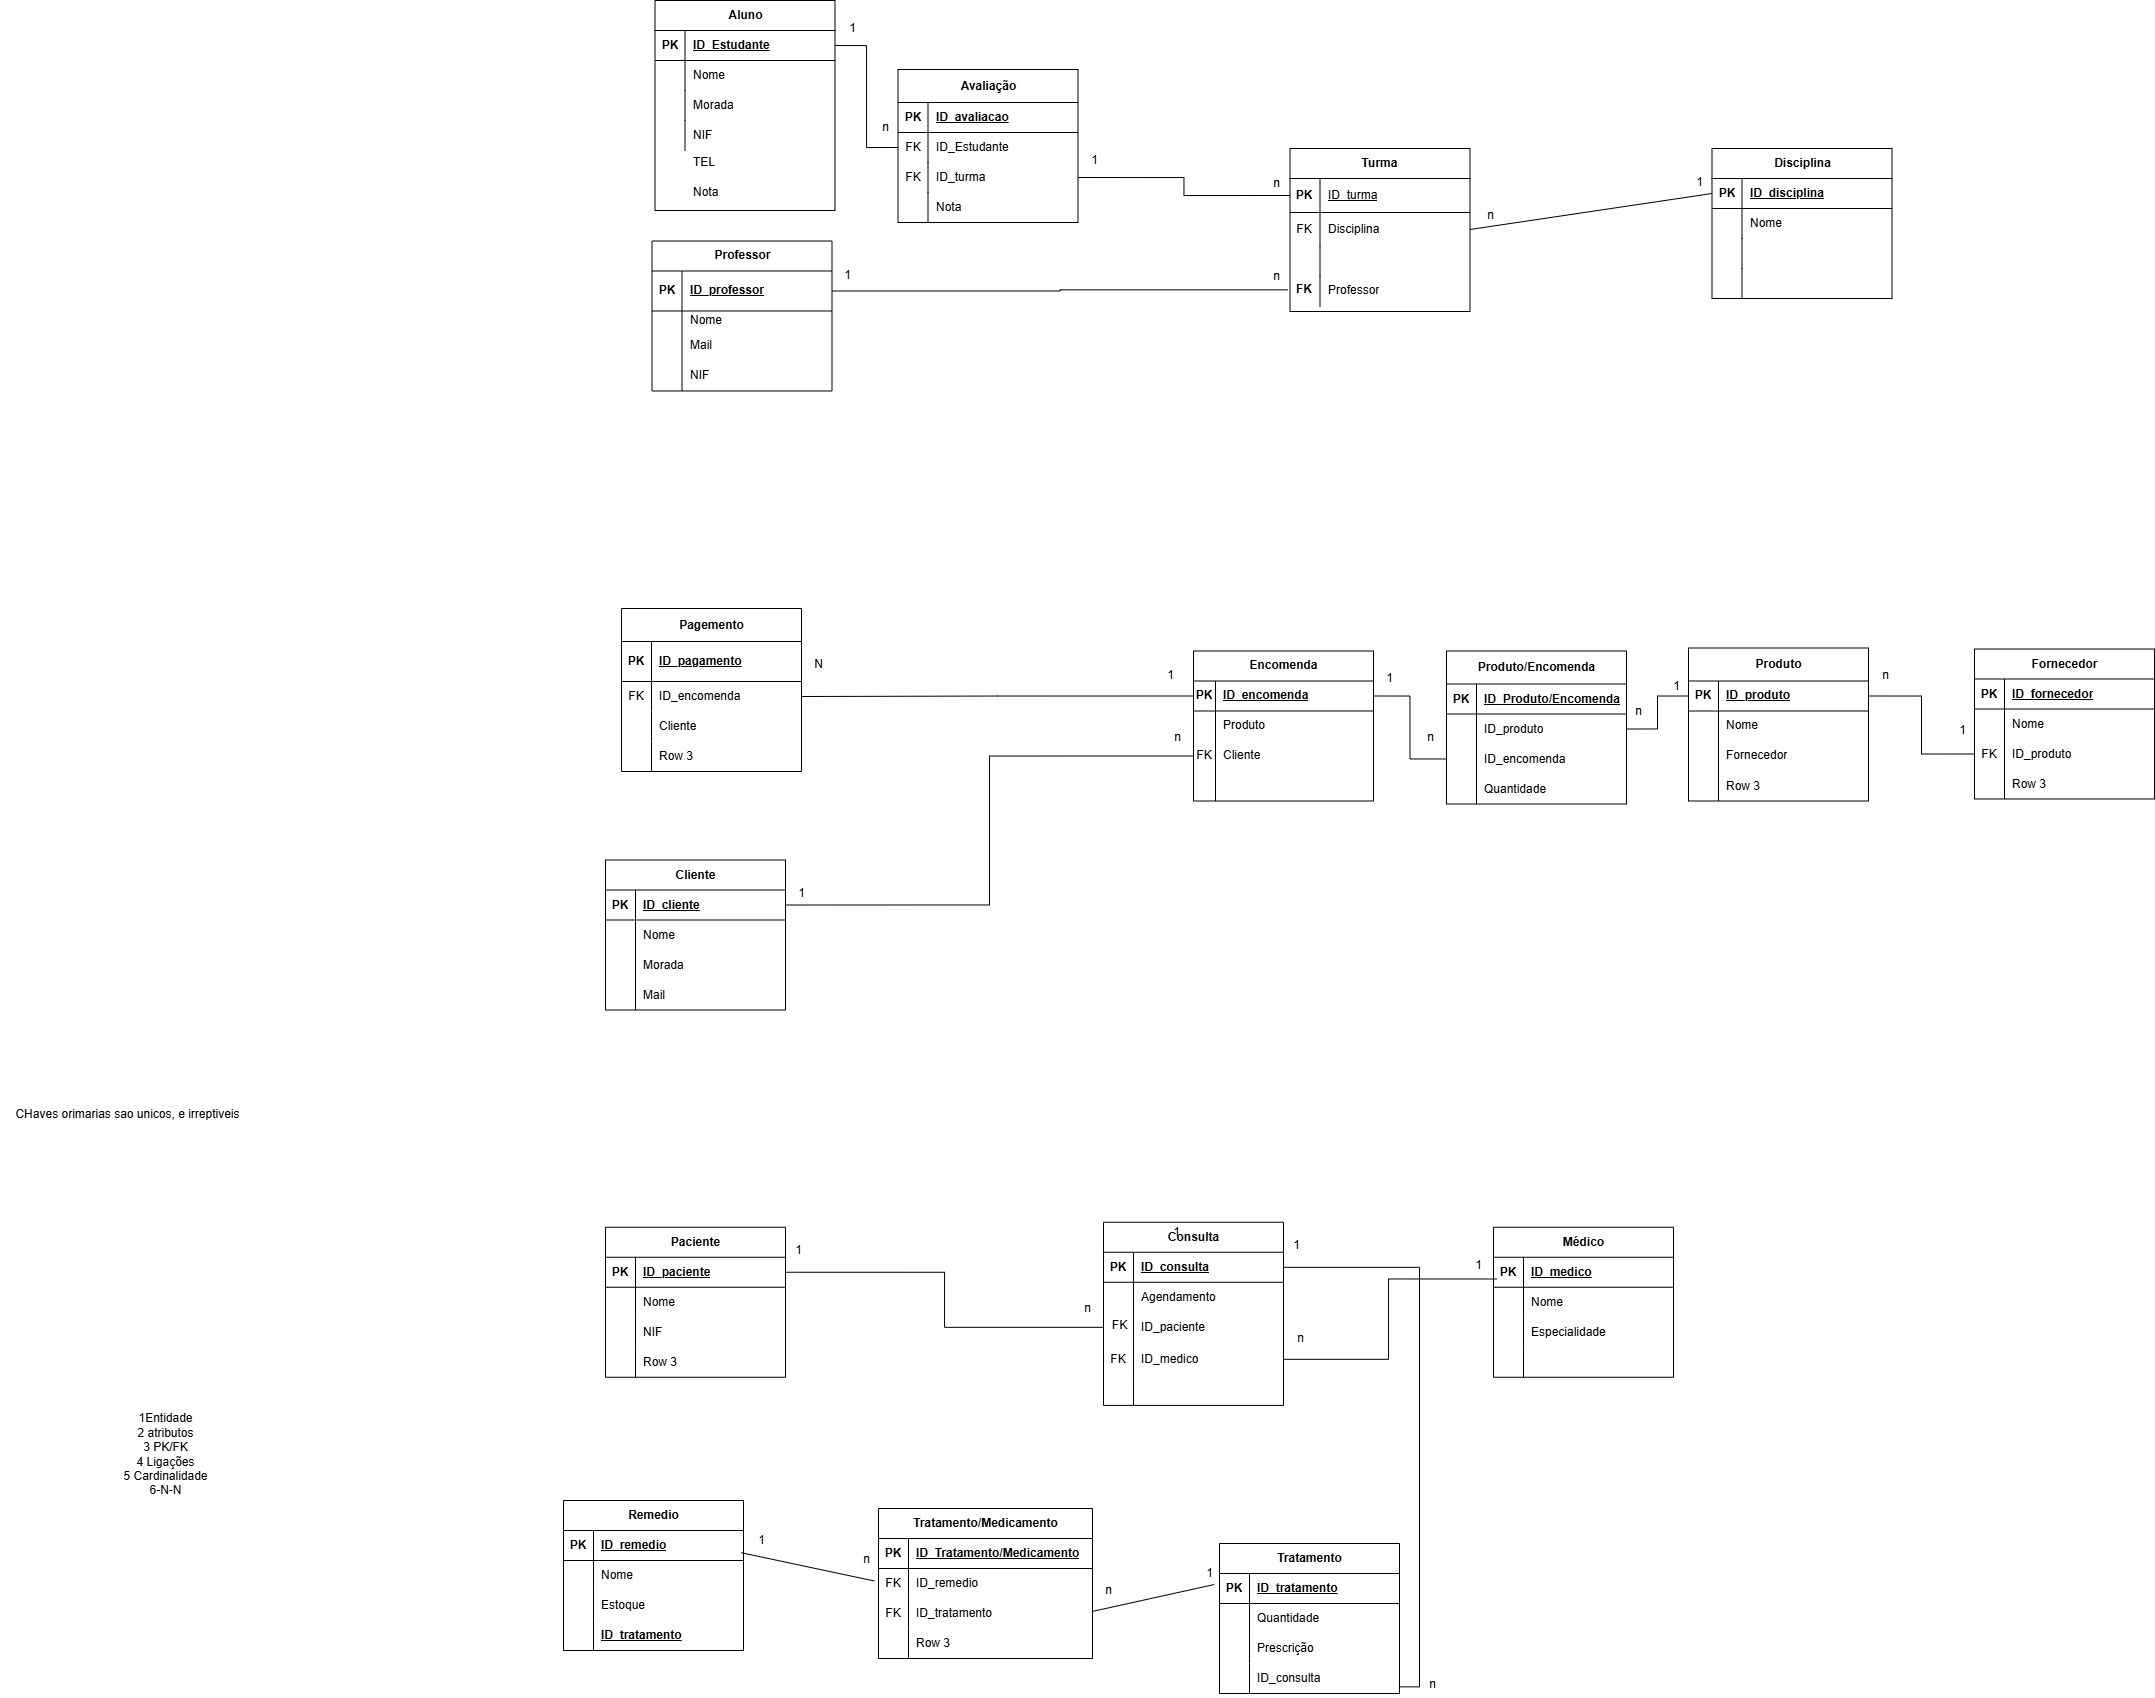 Aluno
PK ID_Estudante
Nome
Morada
NIF
TEL
Nota
1
n
Avaliação
PK ID_avaliacao
FK ID_Estudante
FK ID_turma
Nota
1
n
Turma
PK ID_turma
FK Disciplina
FK Professor
n
1
Disciplina
PK ID_disciplina
Nome
Professor
PK ID_professor
Nome
Mail
NIF
1
n
Pagemento
PK ID_pagamento
FK ID_encomenda
Cliente
Row 3
N
1
Encomenda
PK ID_encomenda
Produto
FK Cliente
n
1
n
Produto/Encomenda
PK ID_Produto/Encomenda
ID_produto
ID_encomenda
Quantidade
n
1
Produto
PK ID_produto
Nome
Fornecedor
Row 3
n
1
Fornecedor
PK ID_fornecedor
Nome
FK ID_produto
Row 3
Cliente
PK ID_cliente
Nome
Morada
Mail
1
CHaves orimarias sao unicos, e irreptiveis
Paciente
PK ID_paciente
Nome
NIF
Row 3
1
n
1
Consulta
PK ID_consulta
Agendamento
FK ID_paciente
FK ID_medico
1
n
1
Médico
PK ID_medico
Nome
Especialidade
1Entidade
2 atributos
3 PK/FK
4 Ligações
5 Cardinalidade
6-N-N
Remedio
PK ID_remedio
Nome
Estoque
ID_tratamento
1
n
Tratamento/Medicamento
PK ID_Tratamento/Medicamento
FK ID_remedio
FK ID_tratamento
Row 3
n
1
Tratamento
PK ID_tratamento
Quantidade
Prescrição
ID_consulta
n